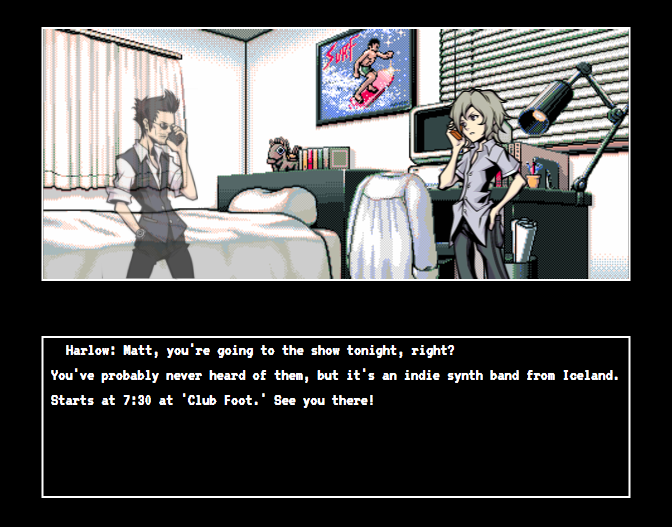 SURF
Harlow: Matt, you're going to the show tonight, right?
You've probably never heard of them, but it's an indie synth band from Iceland.
Starts at 7:30 at 'Club Foot.' See you there!